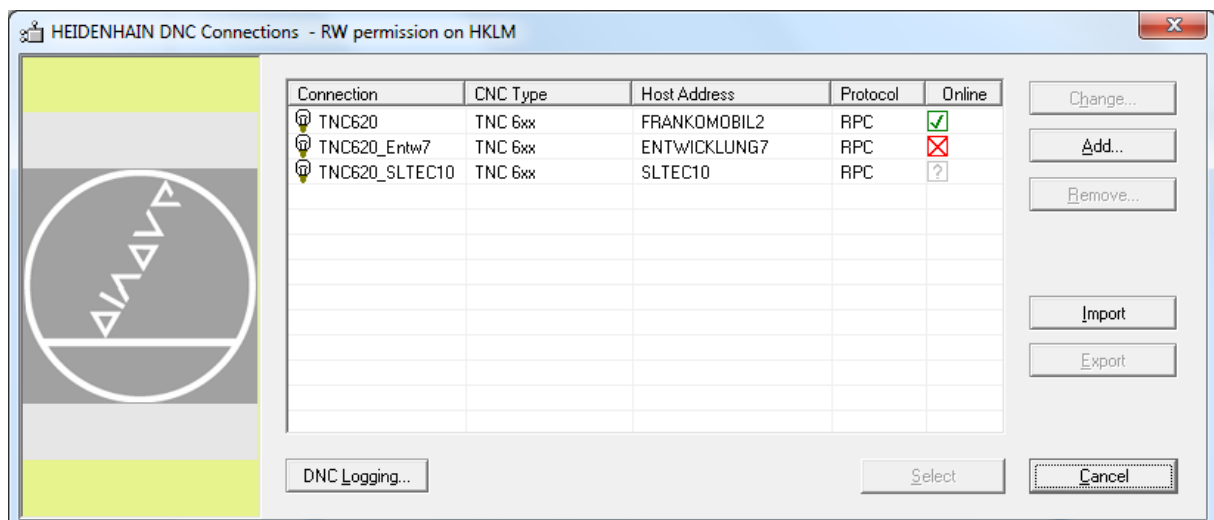 HEIDENHAIN DNC Connections - RW permission on HKLM
Connection CNC Type Host Address Protocol Online
TNC620 TNC 6xx FRANKOMOBIL2 RPC
TNC620_Entw7 TNC 6xx ENTWICKLUNG7 RPC
TNC620_SLTEC10 TNC 6xx SLTEC10 RPC ?
Change...
Add...
Remove...
Import
Export
DNC Logging... Select Cancel